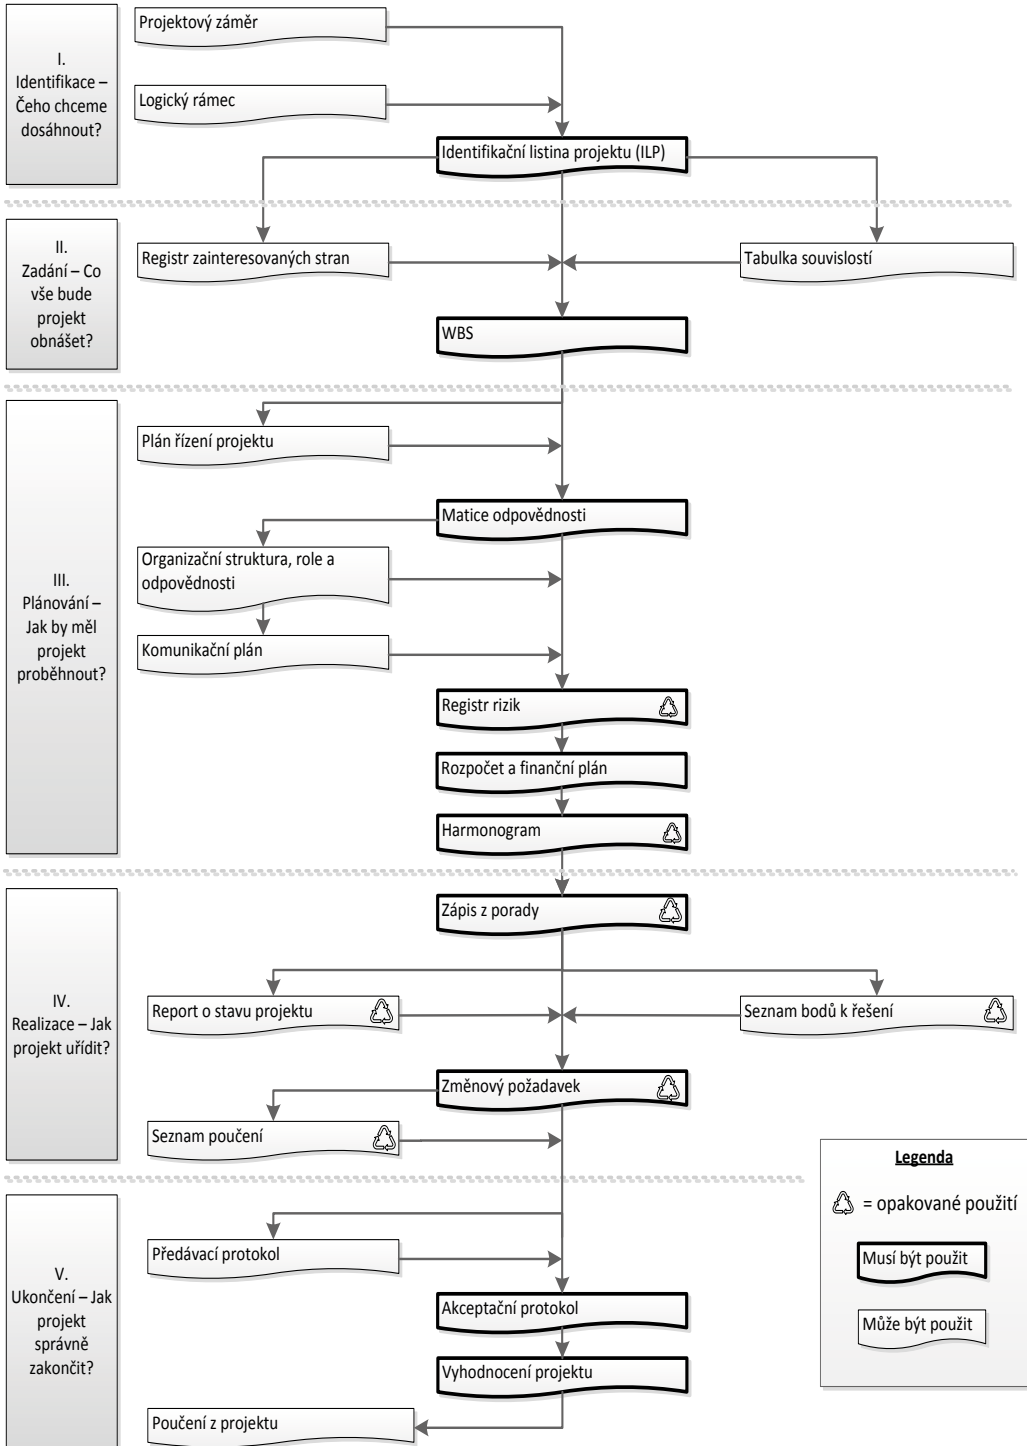 I.
Identifikace –
Čeho chceme
dosáhnout?
Projektový záměr
Logický rámec
Identifikační listina projektu (ILP)
II.
Zadání – Co
vše bude
projekt
obnášet?
Registr zainteresovaných stran
Tabulka souvislostí
WBS
III.
Plánování –
Jak by měl
projekt
proběhnout?
Plán řízení projektu
Matice odpovědnosti
Organizační struktura, role a
odpovědnosti
Komunikační plán
Registr rizik
Rozpočet a finanční plán
Harmonogram
IV.
Realizace – Jak
projekt uřídit?
Zápis z porady
Report o stavu projektu
Seznam bodů k řešení
Změnový požadavek
Seznam poučení
V.
Ukončení – Jak
projekt
správně
zakončit?
Předávací protokol
Akceptační protokol
Vyhodnocení projektu
Poučení z projektu
Legenda
= opakované použití
Musí být použit
Může být použit